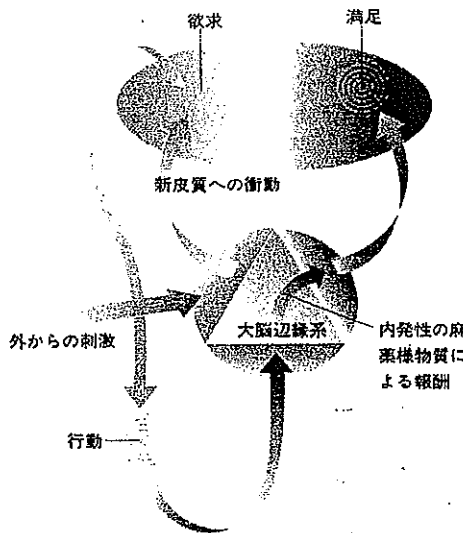 欲求
満足
新皮質への衝動
外からの刺激
大脳辺縁系
内発性の麻
薬様物質に
よる報酬
行動